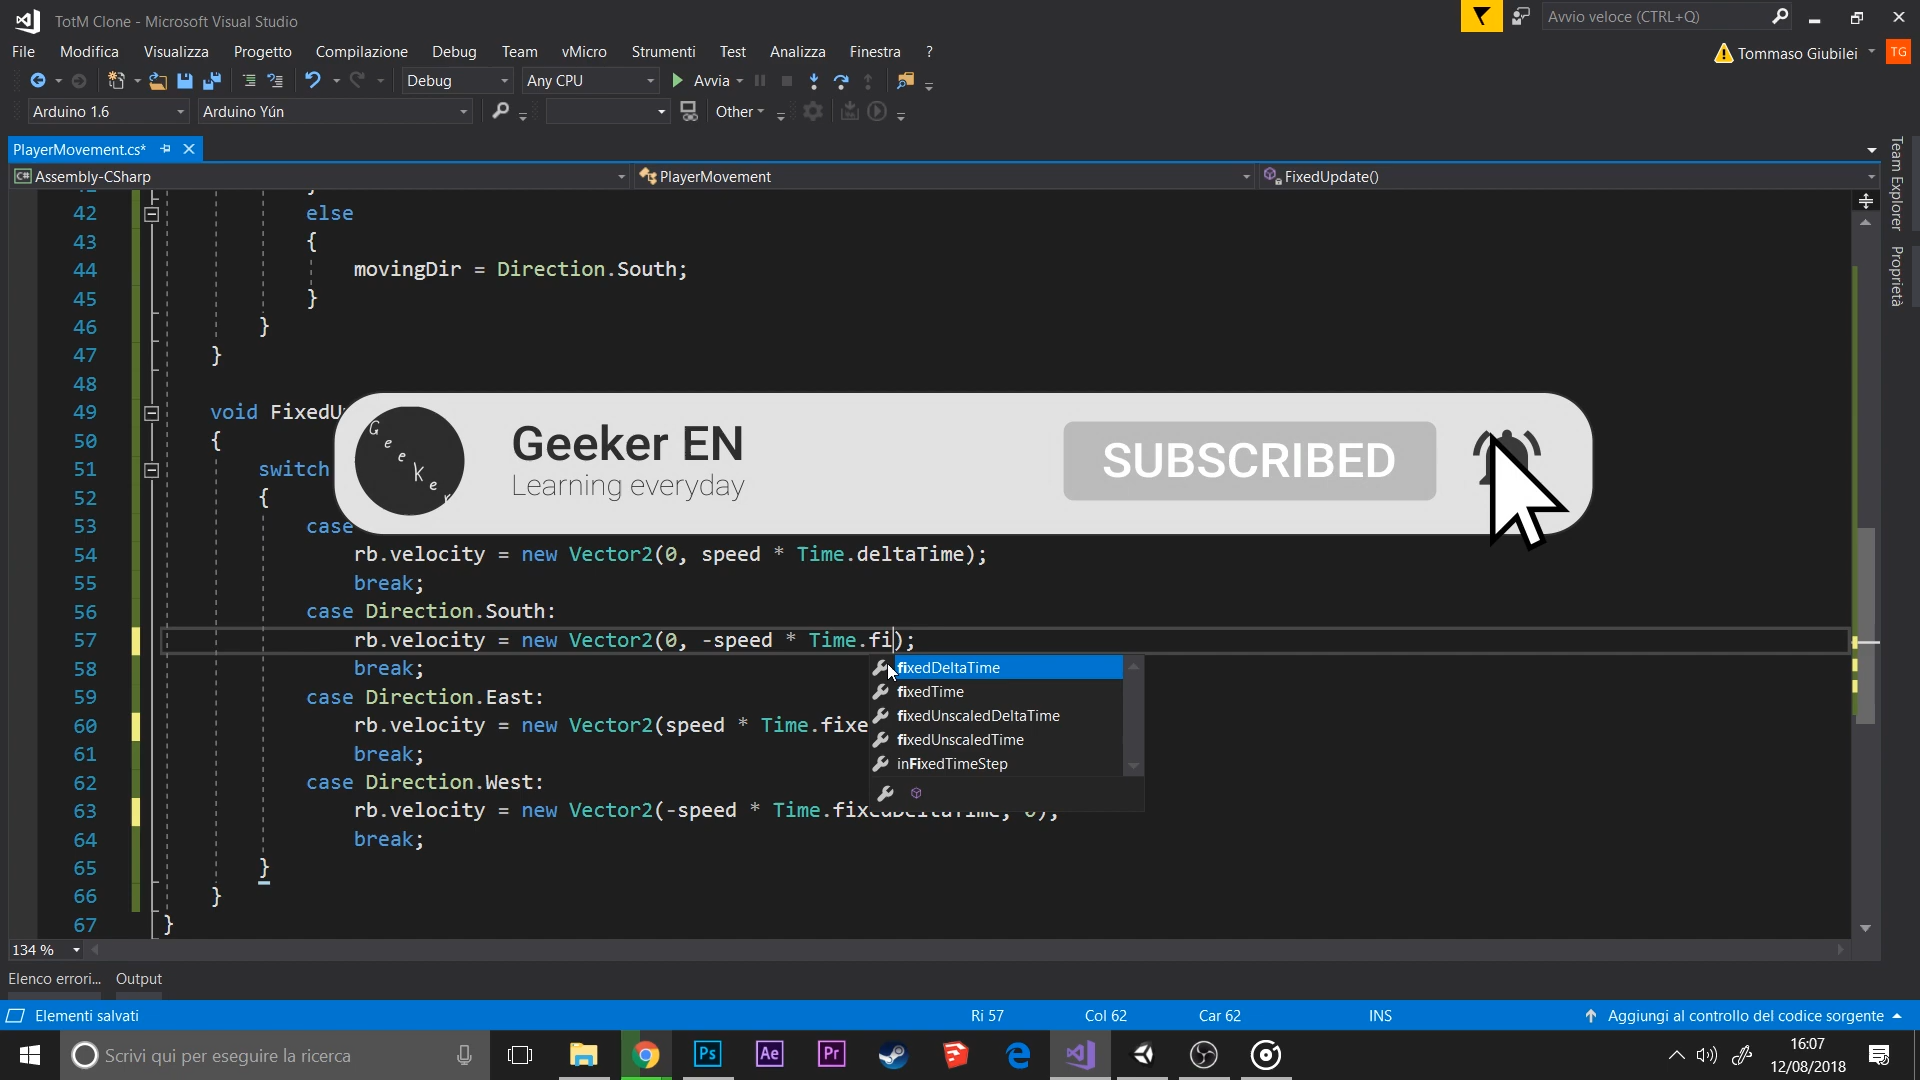 TotM Clone - Microsoft Visual Studio
Avvio veloce (CTRL+Q)
File Modifica Visualizza Progetto Compilazione Debug Team vMicro Strumenti Test Analizza Finestra ?
Tommaso Giubilei TG
Debug Any CPU Avvia
Arduino 1.6 Arduino Yún Other
PlayerMovement.cs*
C# Assembly-CSharp PlayerMovement FixedUpdate()
Team Explorer
Proprietà
42 else
43 {
44 movingDir = Direction.South;
45 }
46 }
47 }
48
49 void FixedU
50 {
51 switch
52 {
53 case
54 rb.velocity = new Vector2(0, speed * Time.deltaTime);
55 break;
56 case Direction.South:
57 rb.velocity = new Vector2(0, -speed * Time.fi);
58 break;
59 case Direction.East:
60 rb.velocity = new Vector2(speed * Time.fixe
61 break;
62 case Direction.West:
63 rb.velocity = new Vector2(-speed * Time.fixedDeltaTime, 0);
64 break;
65 }
66 }
67 }
Geeker
Geeker EN
Learning everyday
SUBSCRIBED
fixedDeltaTime
fixedTime
fixedUnscaledDeltaTime
fixedUnscaledTime
inFixedTimeStep
134 %
Elenco errori... Output
Elementi salvati Ri 57 Col 62 Car 62 INS Aggiungi al controllo del codice sorgente
Scrivi qui per eseguire la ricerca
Ps Ae Pr
16:07
12/08/2018